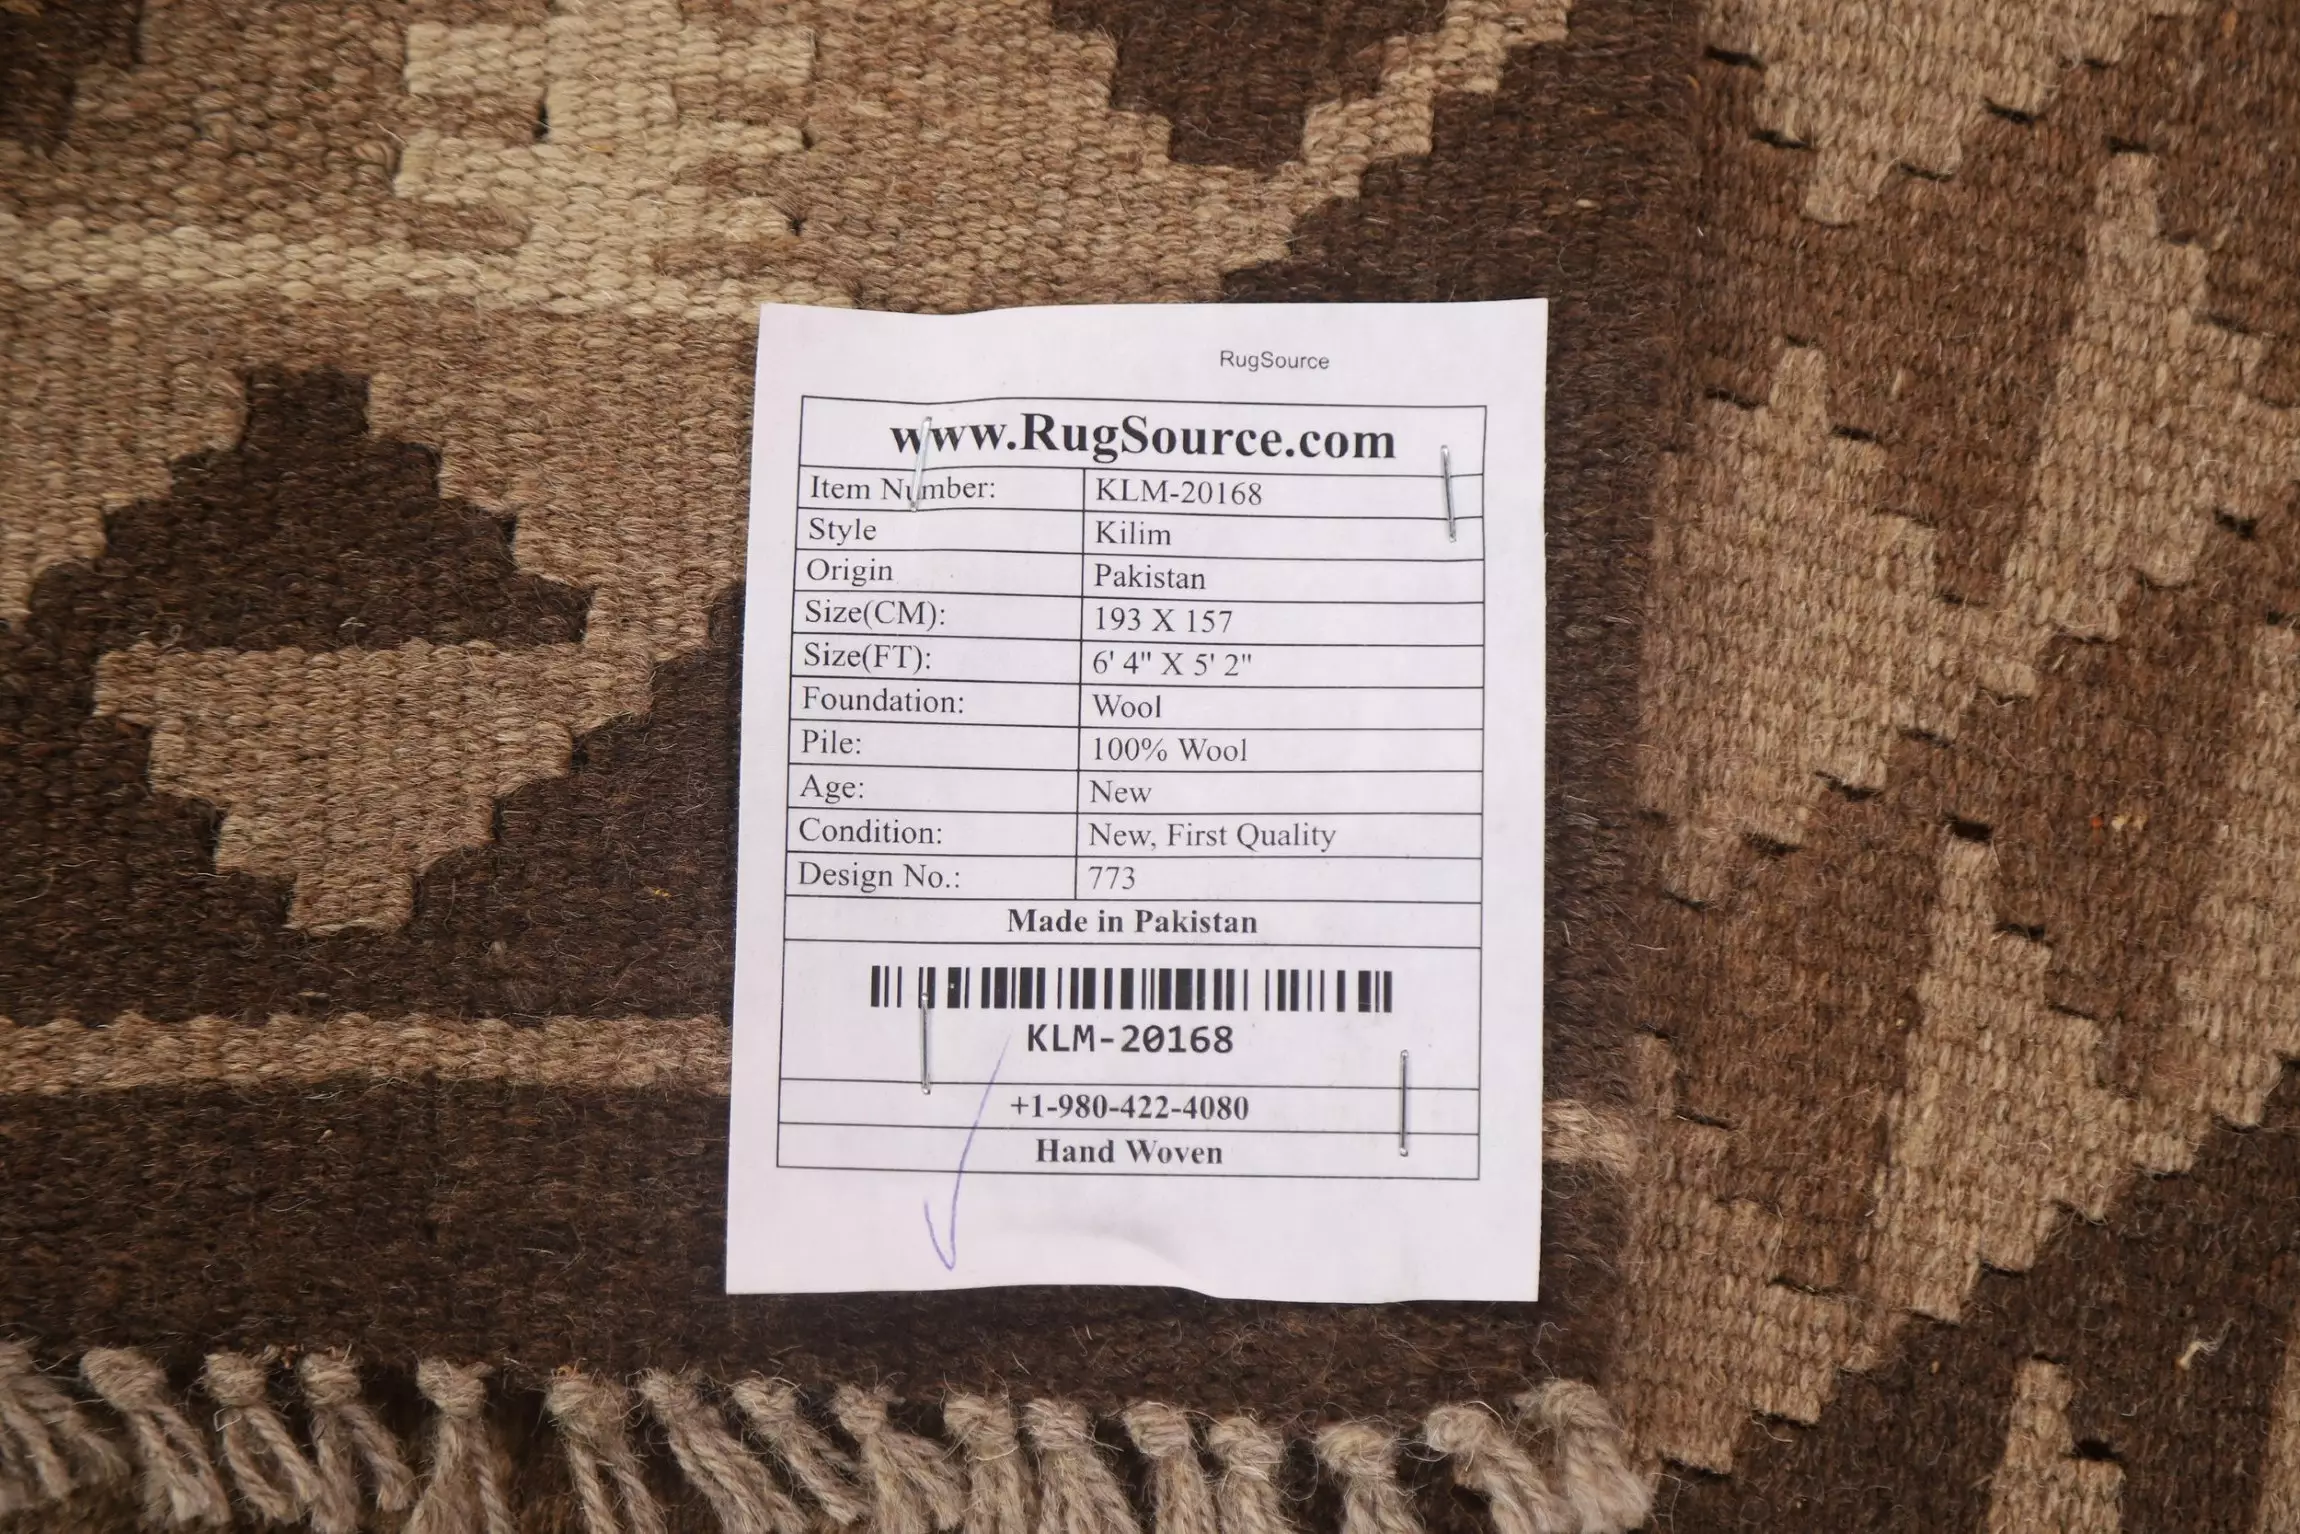 RugSource
www.RugSource.com
Item Number: KLM-20168
Style Kilim
Origin Pakistan
Size(CM): 193 X 157
Size(FT): 6' 4" X 5' 2"
Foundation: Wool
Pile: 100% Wool
Age: New
Condition: New, First Quality
Design No.: 773
Made in Pakistan
KLM-20168
+1-980-422-4080
Hand Woven